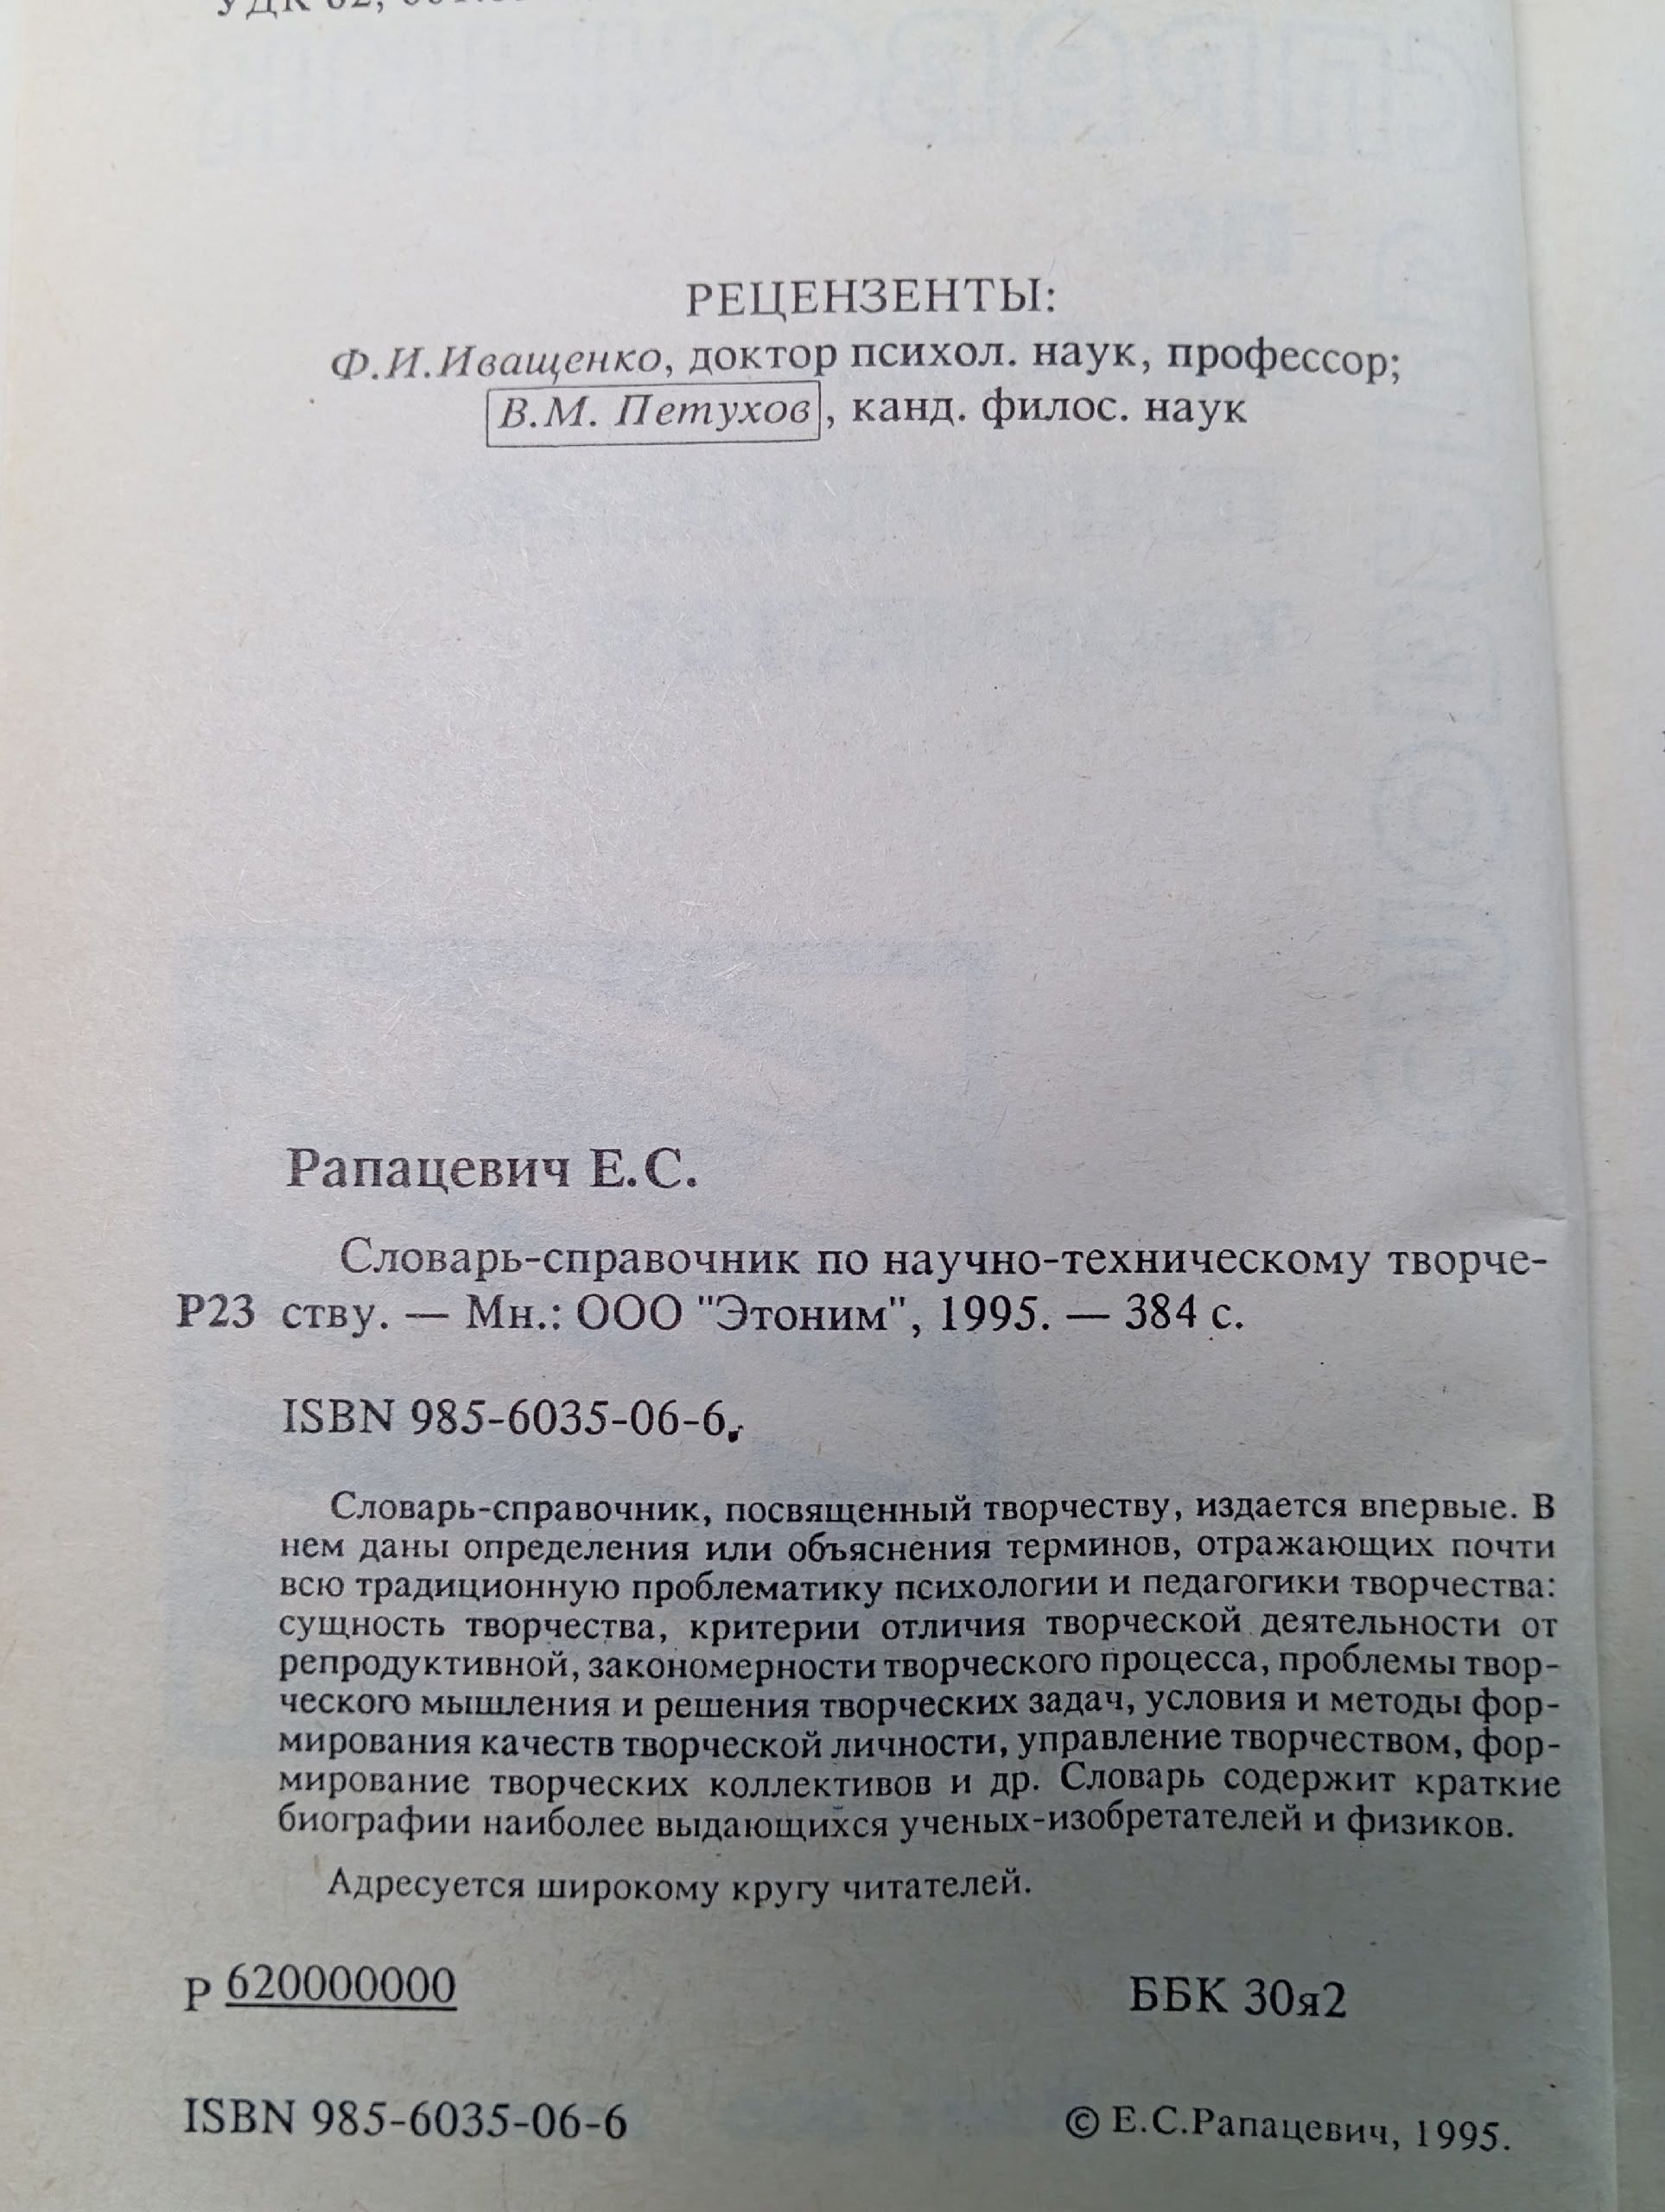 РЕЦЕНЗЕНТЫ:
Ф.И.Иващенко, доктор психол. наук, профессор;
В.М. Петухов, канд. филос. наук
Рапацевич Е.С.
Словарь-справочник по научно-техническому творче-
Р23 ству. — Мн.: ООО "Этоним", 1995. — 384 с.
ISBN 985-6035-06-6.
Словарь-справочник, посвященный творчеству, издается впервые. В
нем даны определения или объяснения терминов, отражающих почти
всю традиционную проблематику психологии и педагогики творчества:
сущность творчества, критерии отличия творческой деятельности от
репродуктивной, закономерности творческого процесса, проблемы твор-
ческого мышления и решения творческих задач, условия и методы фор-
мирования качеств творческой личности, управление творчеством, фор-
мирование творческих коллективов и др. Словарь содержит краткие
биографии наиболее выдающихся ученых-изобретателей и физиков.
Адресуется широкому кругу читателей.
Р 620000000
ББК 30я2
ISBN 985-6035-06-6
© Е.С.Рапацевич, 1995.